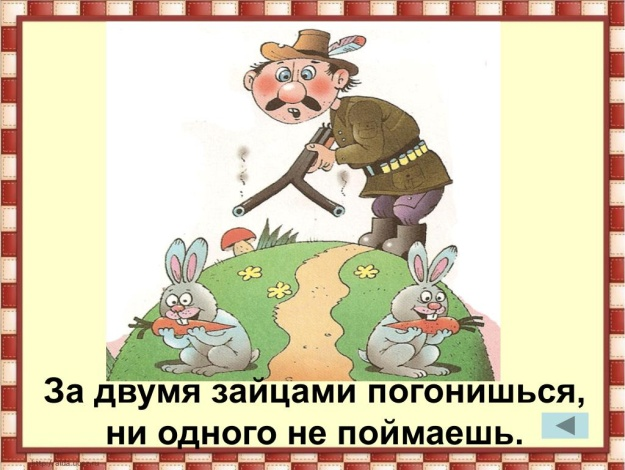 За двумя зайцами погонишься,
ни одного не поймаешь.